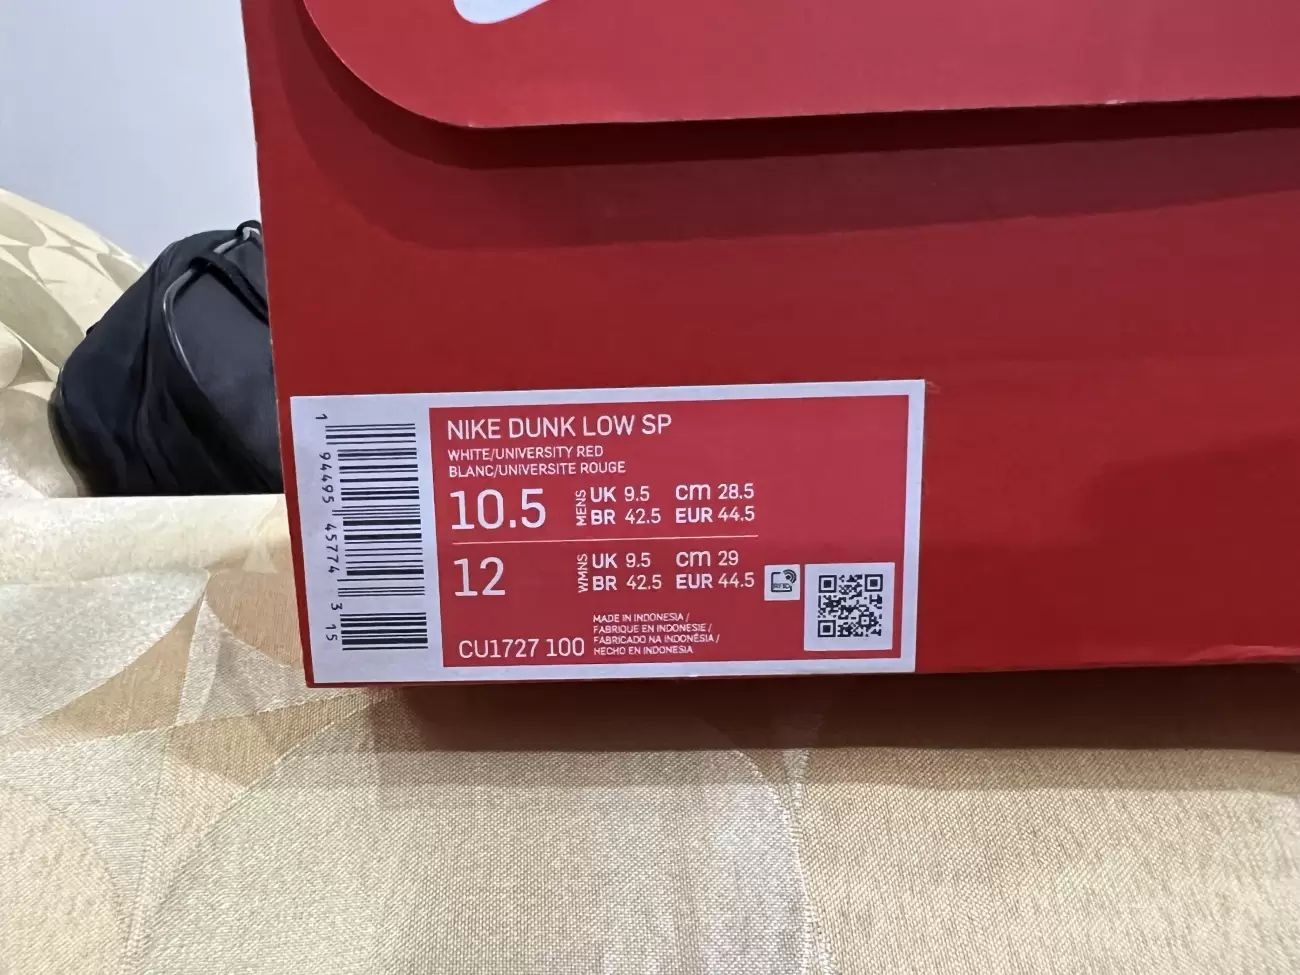 1 94495 45774 3 15
NIKE DUNK LOW SP
WHITE/UNIVERSITY RED
BLANC/UNIVERSITE ROUGE
10.5 MENS UK 9.5 CM 28.5
BR 42.5 EUR 44.5
12 WMNS UK 9.5 CM 29
BR 42.5 EUR 44.5
RFID
CU1727 100
MADE IN INDONESIA /
FABRIQUE EN INDONESIE /
FABRICADO NA INDONÉSIA /
HECHO EN INDONESIA